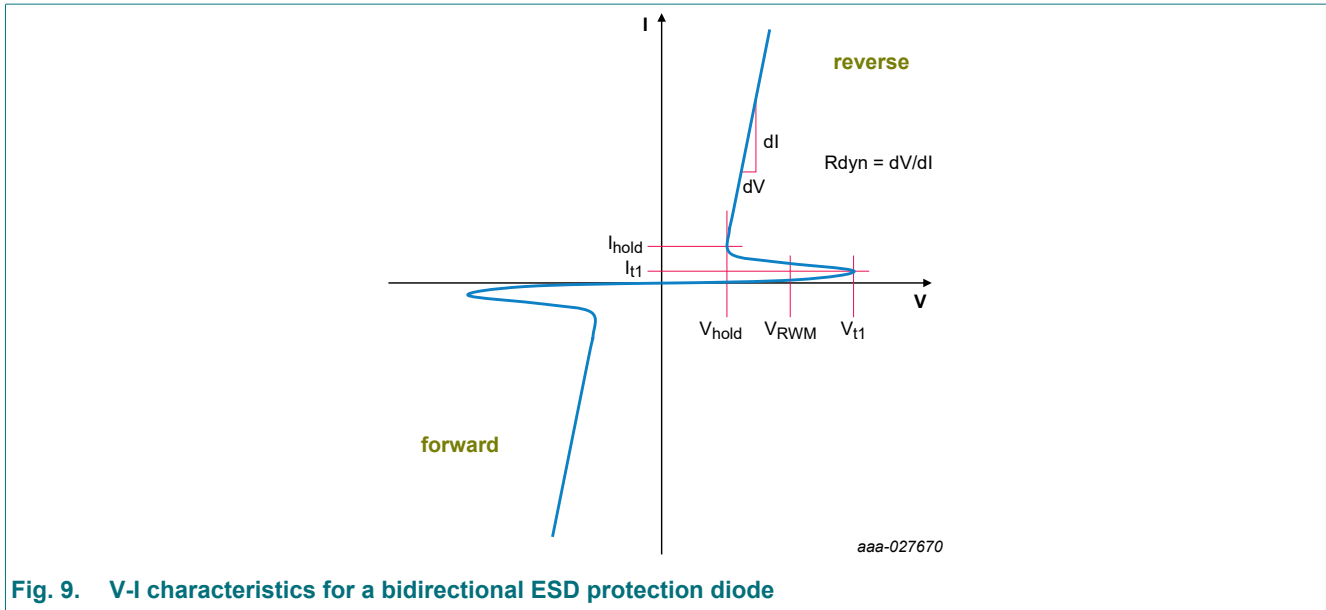 I
reverse
dI
Rdyn = dV/dI
dV
Ihold
It1
V
Vhold
VRWM
Vt1
forward
aaa-027670
Fig. 9. V-I characteristics for a bidirectional ESD protection diode